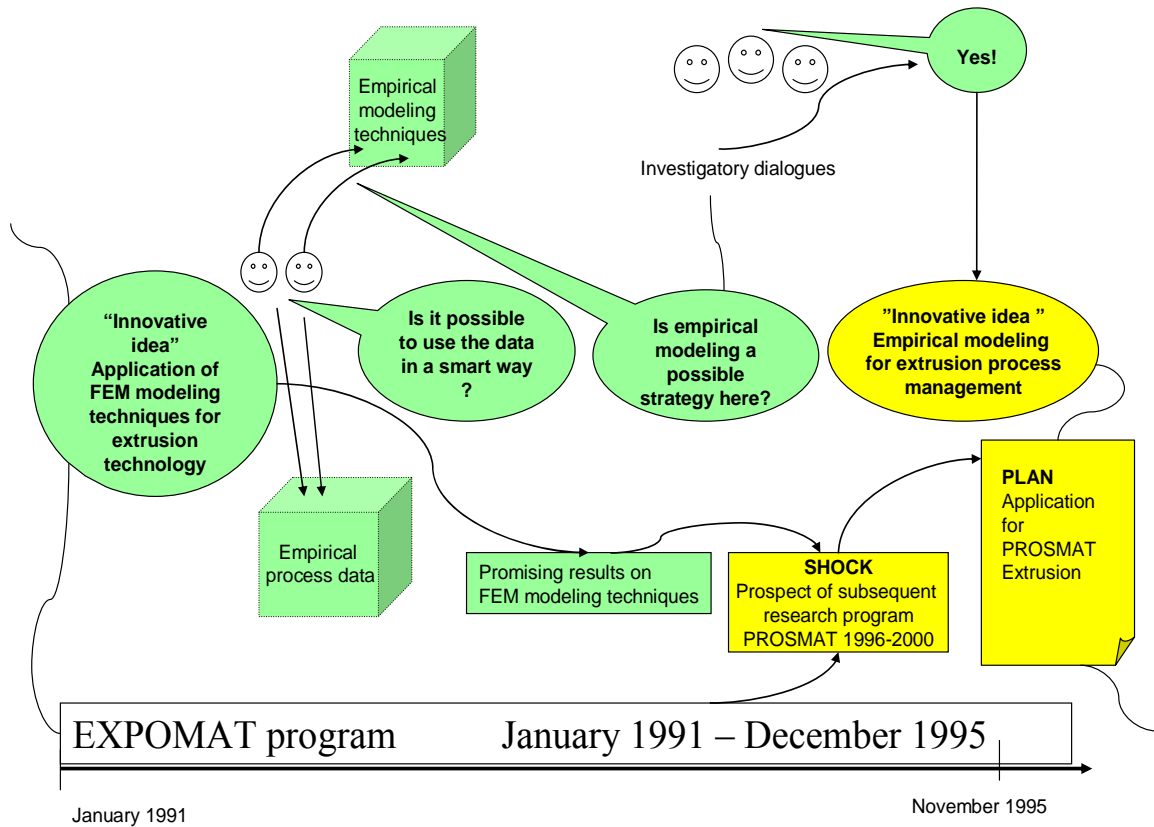 Empirical
modeling
techniques
Yes!
Investigatory dialogues
“Innovative
idea”
Application of
FEM modeling
techniques for
extrusion
technology
Is it possible
to use the data
in a smart way
?
Is empirical
modeling a
possible
strategy here?
”Innovative idea ”
Empirical modeling
for extrusion process
management
Empirical
process data
Promising results on
FEM modeling techniques
SHOCK
Prospect of subsequent
research program
PROSMAT 1996-2000
PLAN
Application
for
PROSMAT
Extrusion
EXPOMAT program January 1991 – December 1995
January 1991
November 1995